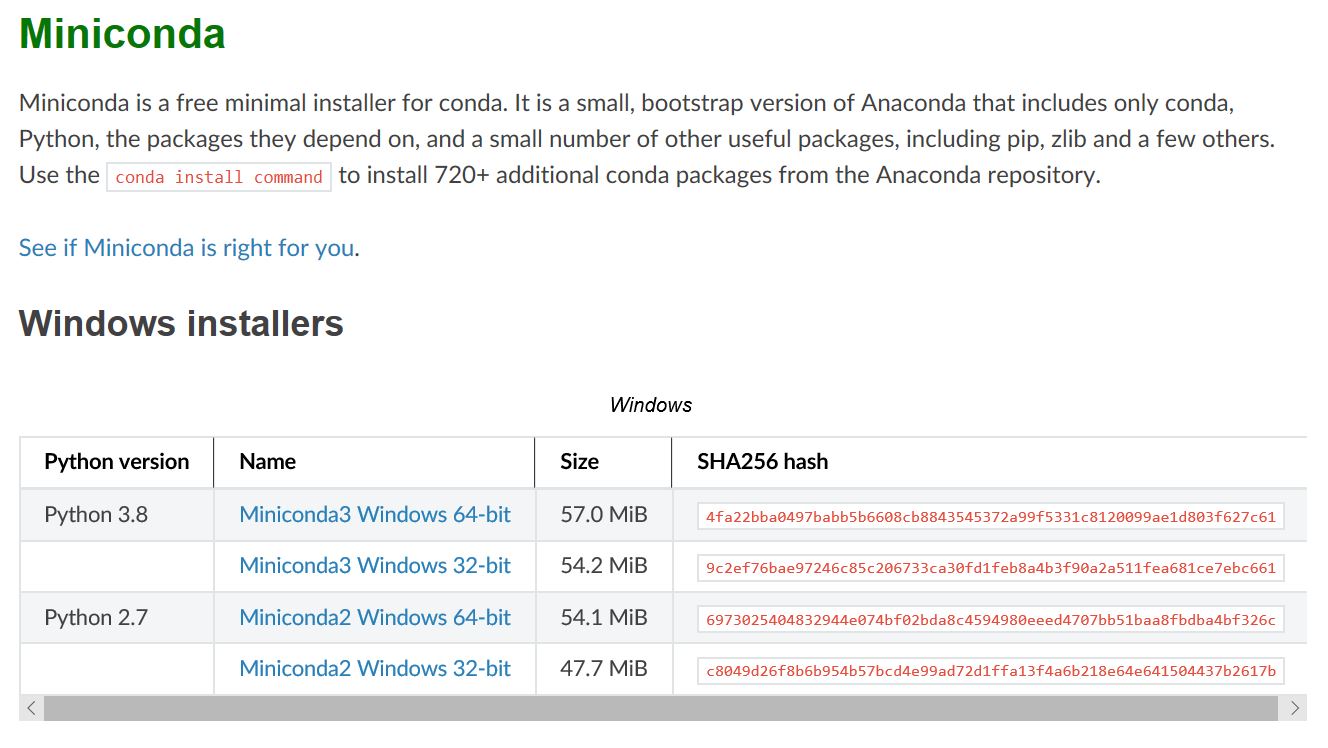 Miniconda
Miniconda is a free minimal installer for conda. It is a small, bootstrap version of Anaconda that includes only conda,
Python, the packages they depend on, and a small number of other useful packages, including pip, zlib and a few others.
Use the conda install command to install 720+ additional conda packages from the Anaconda repository.
See if Miniconda is right for you.
Windows installers
Windows
Python version Name Size SHA256 hash
Python 3.8 Miniconda3 Windows 64-bit 57.0 MiB 4fa22bba0497babb5b6608cb8843545372a99f5331c8120099ae1d803f627c61
Miniconda3 Windows 32-bit 54.2 MiB 9c2ef76bae97246c85c206733ca30fd1feb8a4b3f90a2a511fea681ce7ebc661
Python 2.7 Miniconda2 Windows 64-bit 54.1 MiB 6973025404832944e074bf02bda8c4594980eeed4707bb51baa8fbdba4bf326c
Miniconda2 Windows 32-bit 47.7 MiB c8049d26f8b6b954b57bcd4e99ad72d1ffa13f4a6b218e64e641504437b2617b